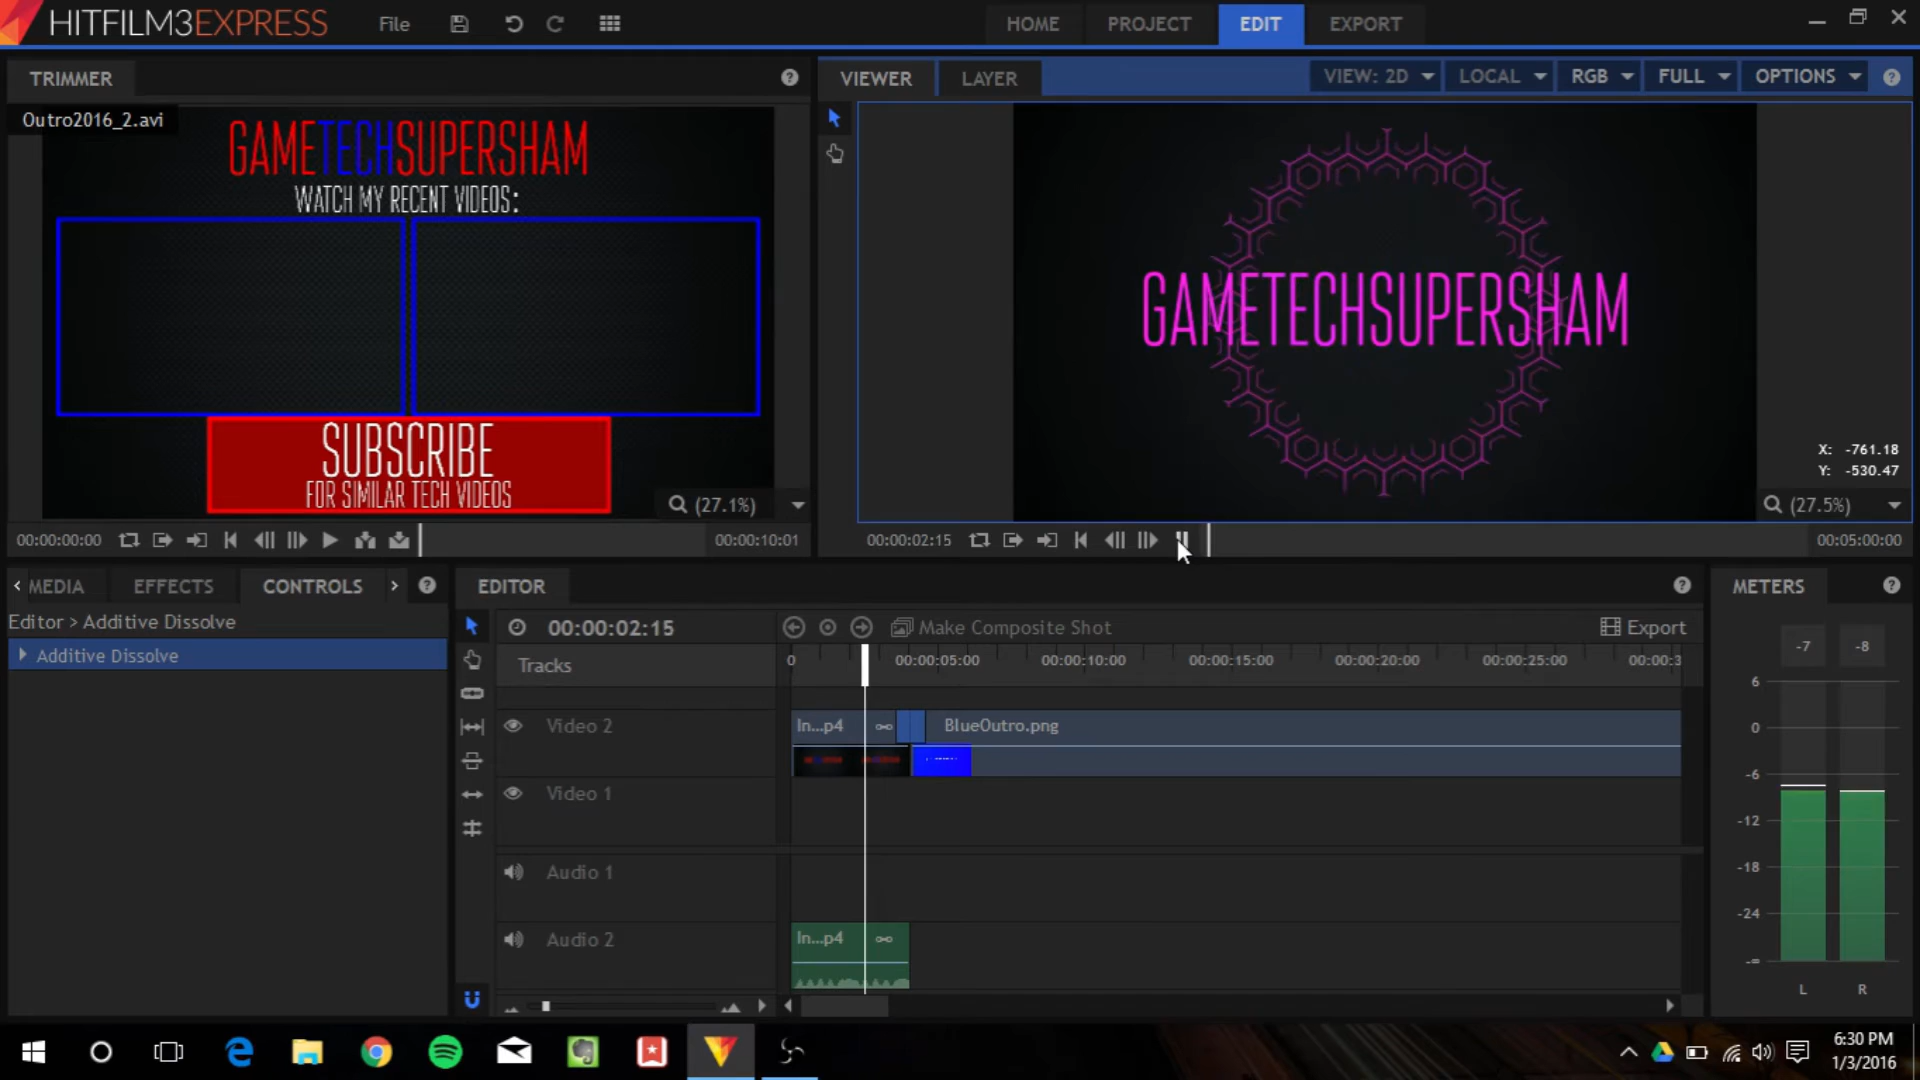 HITFILM3EXPRESS
File
HOME
PROJECT
EDIT
EXPORT
TRIMMER
VIEWER
LAYER
VIEW: 2D
LOCAL
RGB
FULL
OPTIONS
Outro2016_2.avi
GAMETECHSUPERSHAM
WATCH MY RECENT VIDEOS:
SUBSCRIBE
FOR SIMILAR TECH VIDEOS
(27.1%)
GAMETECHSUPERSHAM
X: -761.18
Y: -530.47
(27.5%)
00:00:00:00
00:00:10:01
00:00:02:15
00:05:00:00
MEDIA
EFFECTS
CONTROLS
Editor > Additive Dissolve
Additive Dissolve
EDITOR
00:00:02:15
Make Composite Shot
Export
Tracks
0
00:00:05:00
00:00:10:00
00:00:15:00
00:00:20:00
00:00:25:00
00:00:3
Video 2
In...p4
BlueOutro.png
Video 1
Audio 1
Audio 2
In...p4
METERS
-7
-8
6
0
-6
-12
-18
-24
-∞
L
R
6:30 PM
1/3/2016